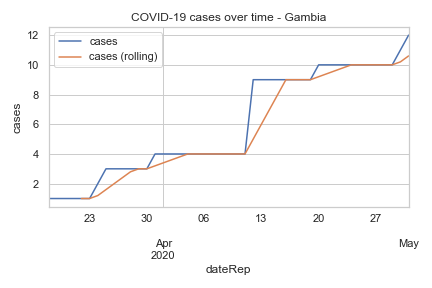 COVID-19 cases over time - Gambia
cases
cases (rolling)
12
10
8
6
4
2
cases
23 30 06 13 20 27
Apr May
2020
dateRep